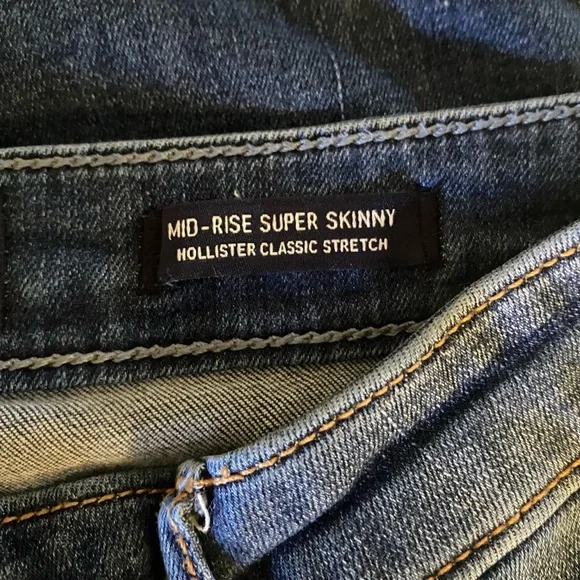 MID-RISE SUPER SKINNY
HOLLISTER CLASSIC STRETCH